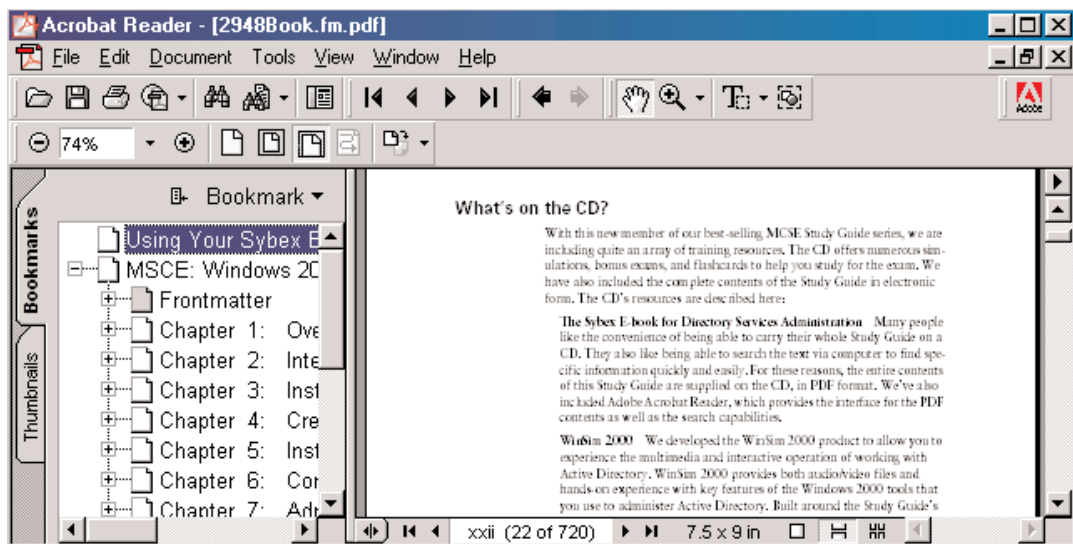 Acrobat Reader - [2948Book.fm.pdf]
File Edit Document Tools View Window Help
Adobe
74%
Bookmarks
Thumbnails
Bookmark
Using Your Sybex E
MSCE: Windows 20
Frontmatter
Chapter 1: Ove
Chapter 2: Inte
Chapter 3: Inst
Chapter 4: Cre
Chapter 5: Inst
Chapter 6: Cor
Chapter 7: Adr
What's on the CD?
With this new member of our best-selling MCSE Study Guide series, we are
including quite an array of training resources. The CD offers numerous sim-
ulations, bonus exams, and flashcards to help you study for the exam. We
have also included the complete contents of the Study Guide in electronic
form. The CD's resources are described here:
The Sybex E-book for Directory Services Administration Many people
like the convenience of being able to carry their whole Study Guide on a
CD. They also like being able to search the text via computer to find spe-
cific information quickly and easily. For these reasons, the entire contents
of this Study Guide are supplied on the CD, in PDF format. We've also
included Adobe Acrobat Reader, which provides the interface for the PDF
contents as well as the search capabilities.
WinSim 2000 We developed the WinSim 2000 product to allow you to
experience the multimedia and interactive operation of working with
Active Directory. WinSim 2000 provides both audio/video files and
hands-on experience with key features of the Windows 2000 tools that
you use to administer Active Directory. Built around the Study Guide's
xxii (22 of 720) 7.5 x 9 in